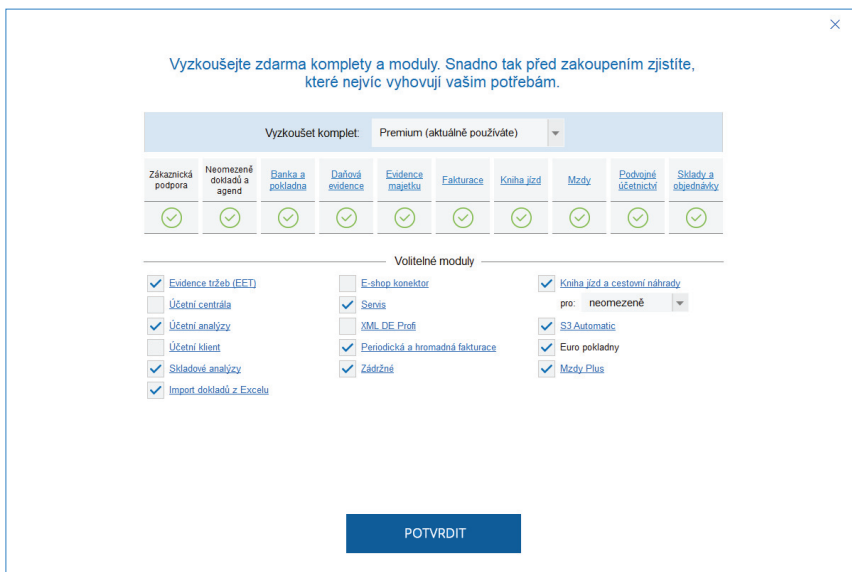 Vyzkoušejte zdarma komplety a moduly. Snadno tak před zakoupením zjistíte,
které nejvíc vyhovují vašim potřebám.
Vyzkoušet komplet: Premium (aktuálně používáte)
Zákaznická podpora
Neomezeně dokladů a agend
Banka a pokladna
Daňová evidence
Evidence majetku
Fakturace
Kniha jízd
Mzdy
Podvojné účetnictví
Sklady a objednávky
Volitelné moduly
Evidence tržeb (EET)
Účetní centrála
Účetní analýzy
Účetní klient
Skladové analýzy
Import dokladů z Excelu
E-shop konektor
Servis
XML DE Profi
Periodická a hromadná fakturace
Zádržné
Kniha jízd a cestovní náhrady
pro: neomezeně
S3 Automatic
Euro pokladny
Mzdy Plus
POTVRDIT